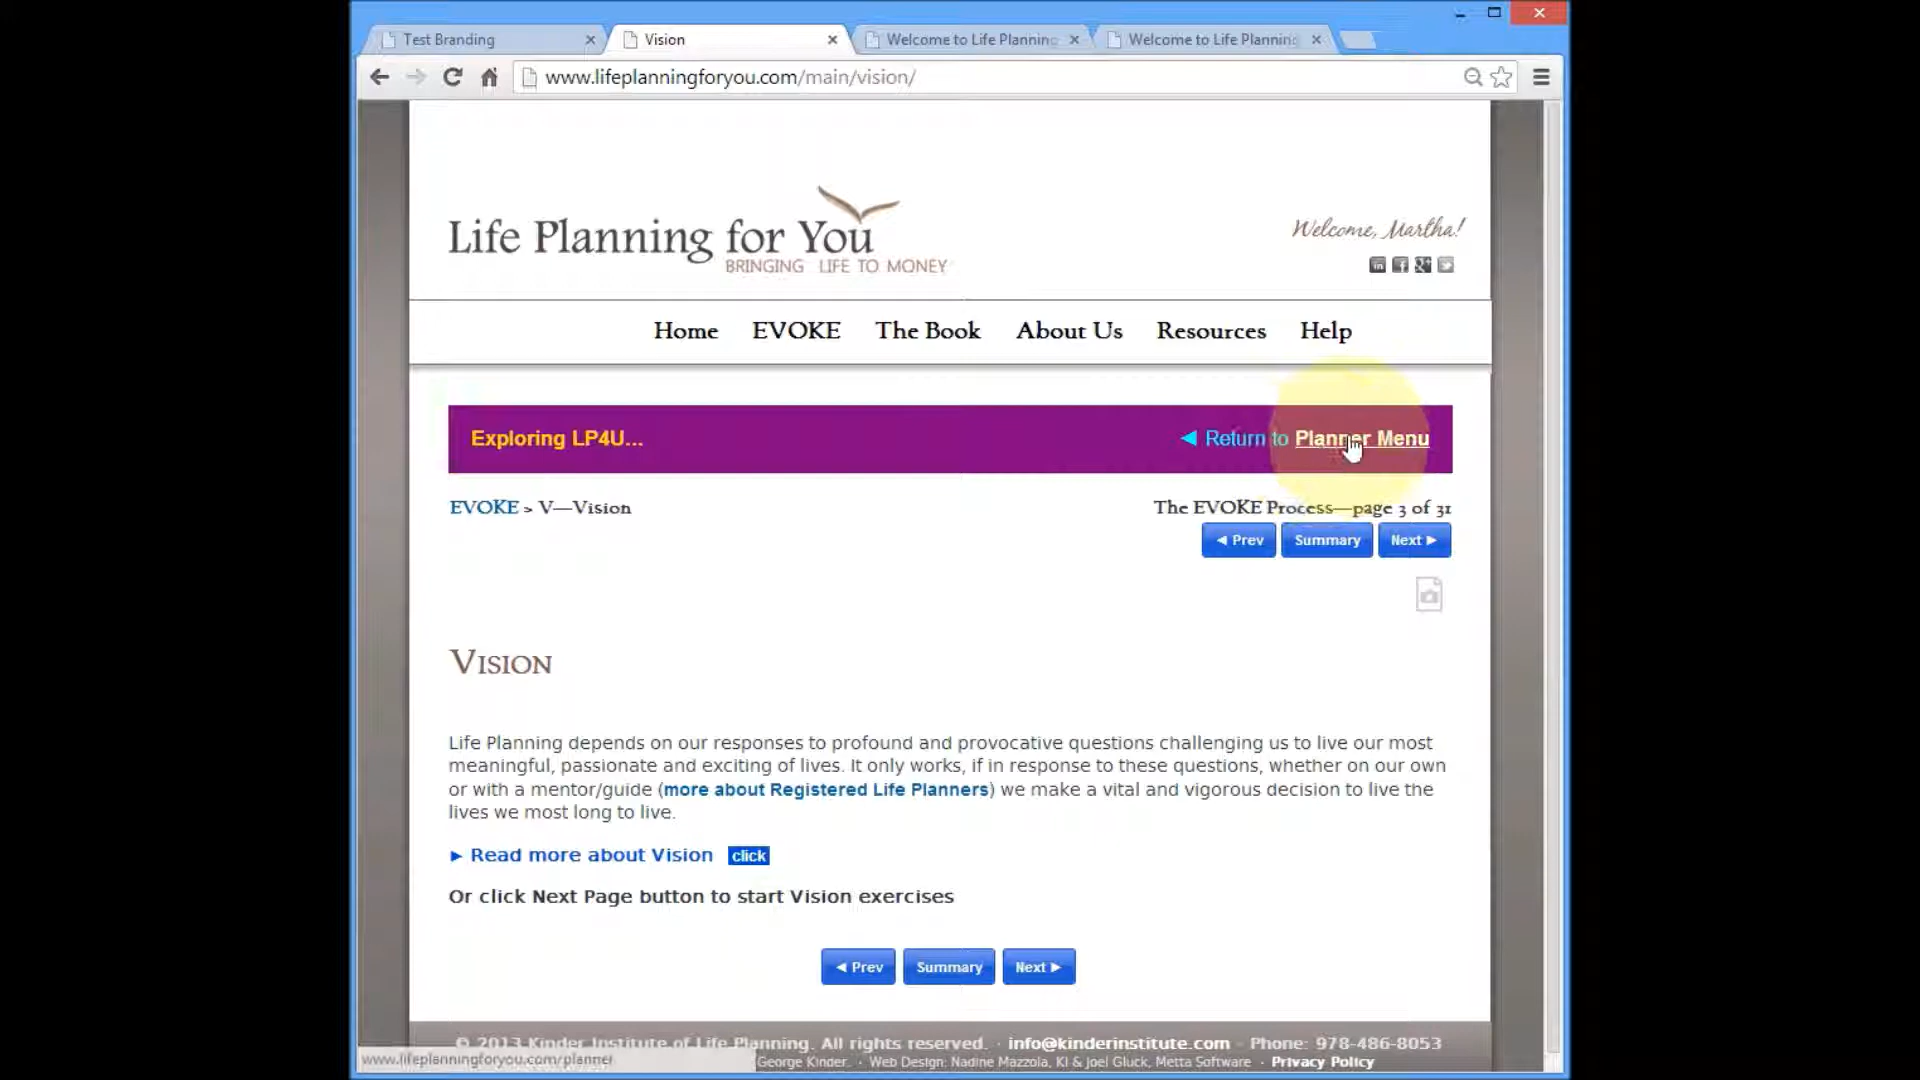 Test Branding
Vision
Welcome to Life Planning
Welcome to Life Planning
www.lifeplanningforyou.com/main/vision/
Life Planning for You
BRINGING LIFE TO MONEY
Welcome, Martha!
Home EVOKE The Book About Us Resources Help
Exploring LP4U...
◄ Return to Planner Menu
EVOKE > V—Vision
The EVOKE Process—page 3 of 31
◄ Prev Summary Next ►
VISION
Life Planning depends on our responses to profound and provocative questions challenging us to live our most
meaningful, passionate and exciting of lives. It only works, if in response to these questions, whether on our own
or with a mentor/guide (more about Registered Life Planners) we make a vital and vigorous decision to live the
lives we most long to live.
► Read more about Vision click
Or click Next Page button to start Vision exercises
◄ Prev Summary Next ►
© 2013 Kinder Institute of Life Planning. All rights reserved. · info@kinderinstitute.com · Phone: 978-486-8053
www.lifeplanningforyou.com/planner
George Kinder. · Web Design: Nadine Mazzola, KI & Joel Gluck, Metta Software · Privacy Policy